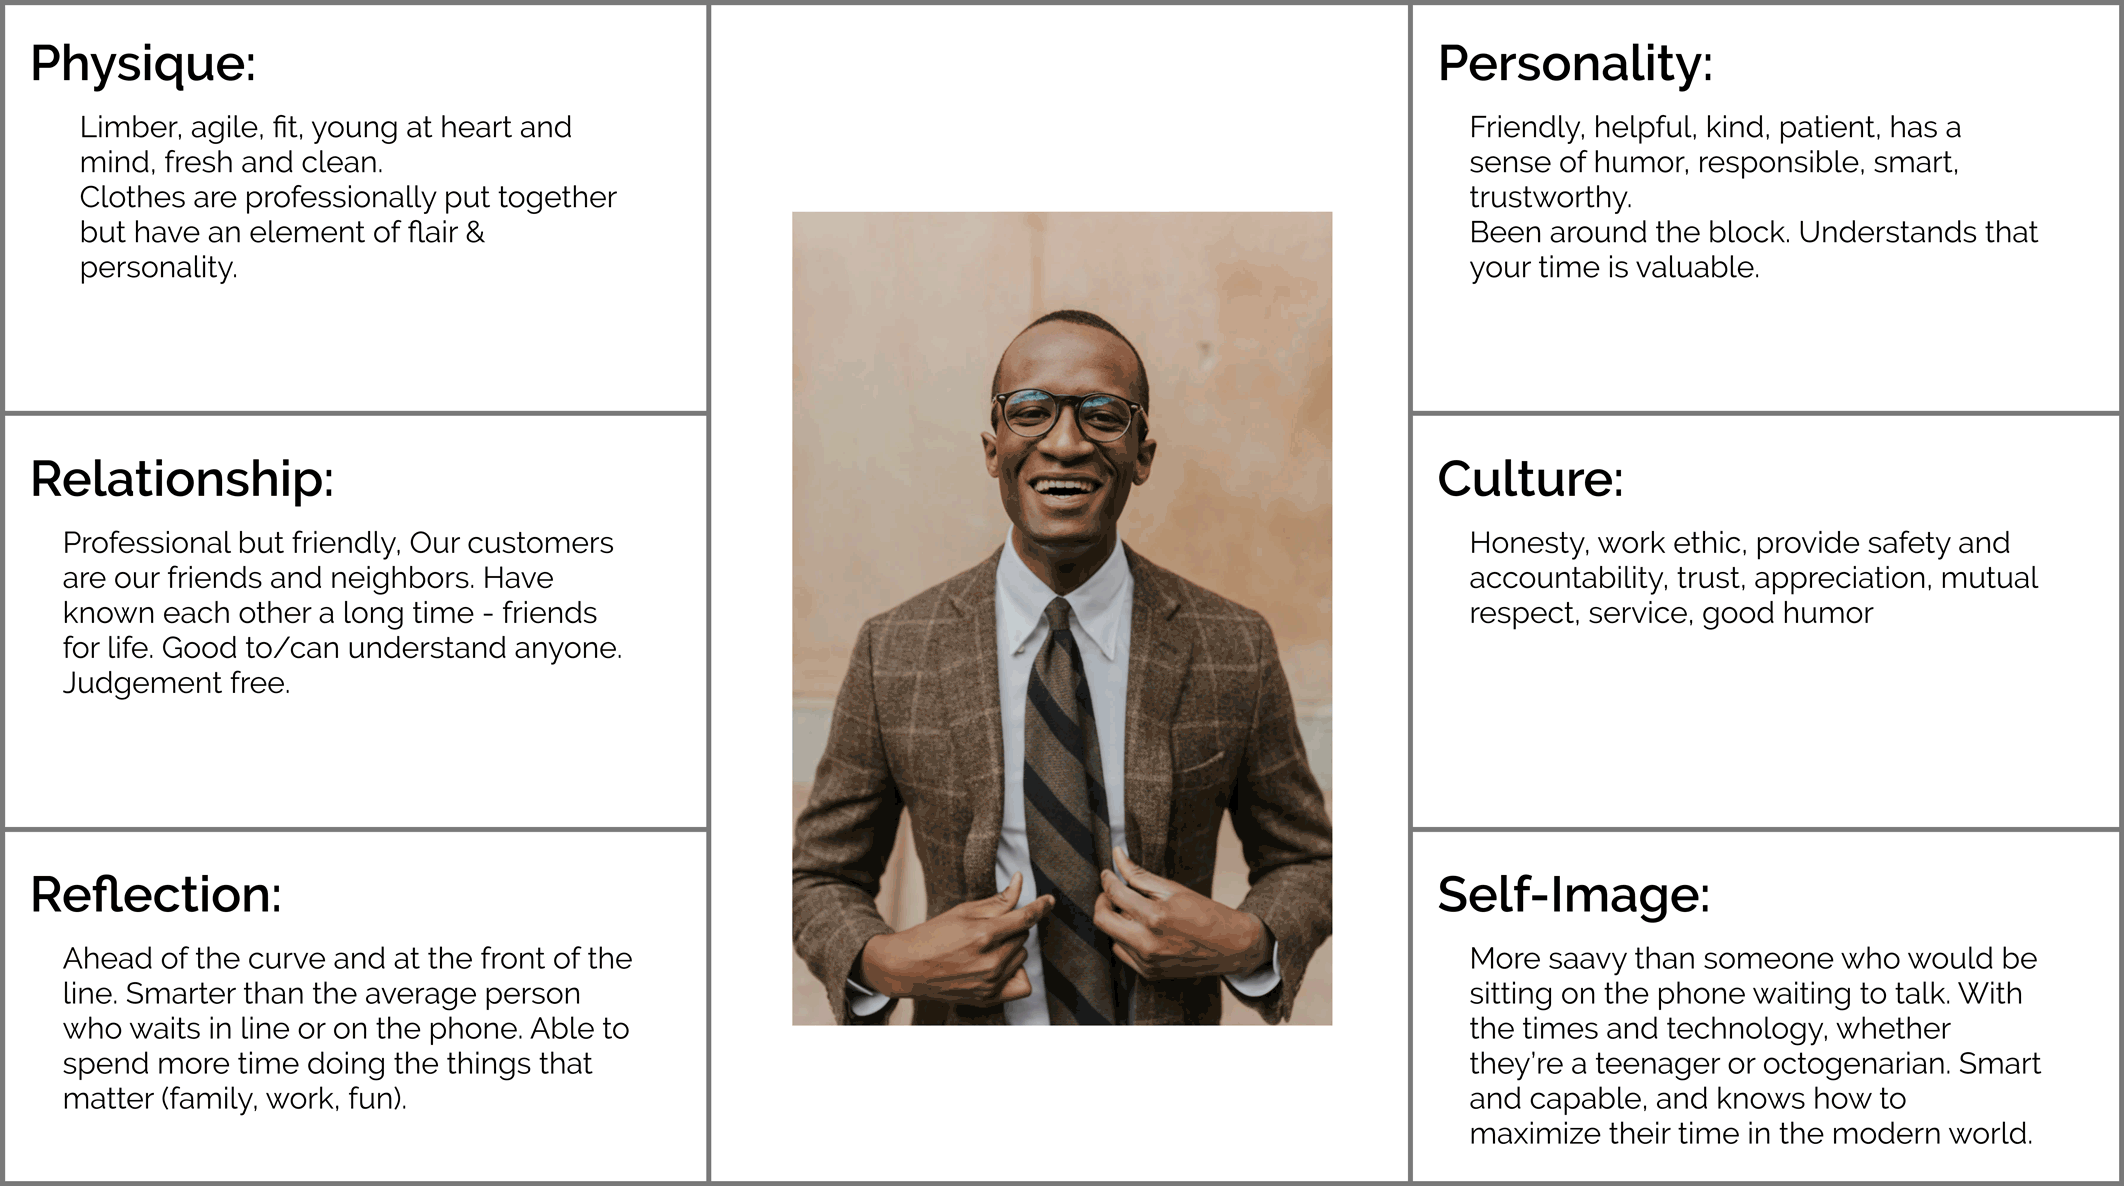 Physique:
Limber, agile, fit, young at heart and
mind, fresh and clean.
Clothes are professionally put together
but have an element of flair &
personality.
Relationship:
Professional but friendly, Our customers
are our friends and neighbors. Have
known each other a long time - friends
for life. Good to/can understand anyone.
Judgement free.
Reflection:
Ahead of the curve and at the front of the
line. Smarter than the average person
who waits in line or on the phone. Able to
spend more time doing the things that
matter (family, work, fun).
Personality:
Friendly, helpful, kind, patient, has a
sense of humor, responsible, smart,
trustworthy.
Been around the block. Understands that
your time is valuable.
Culture:
Honesty, work ethic, provide safety and
accountability, trust, appreciation, mutual
respect, service, good humor
Self-Image:
More saavy than someone who would be
sitting on the phone waiting to talk. With
the times and technology, whether
they’re a teenager or octogenarian. Smart
and capable, and knows how to
maximize their time in the modern world.